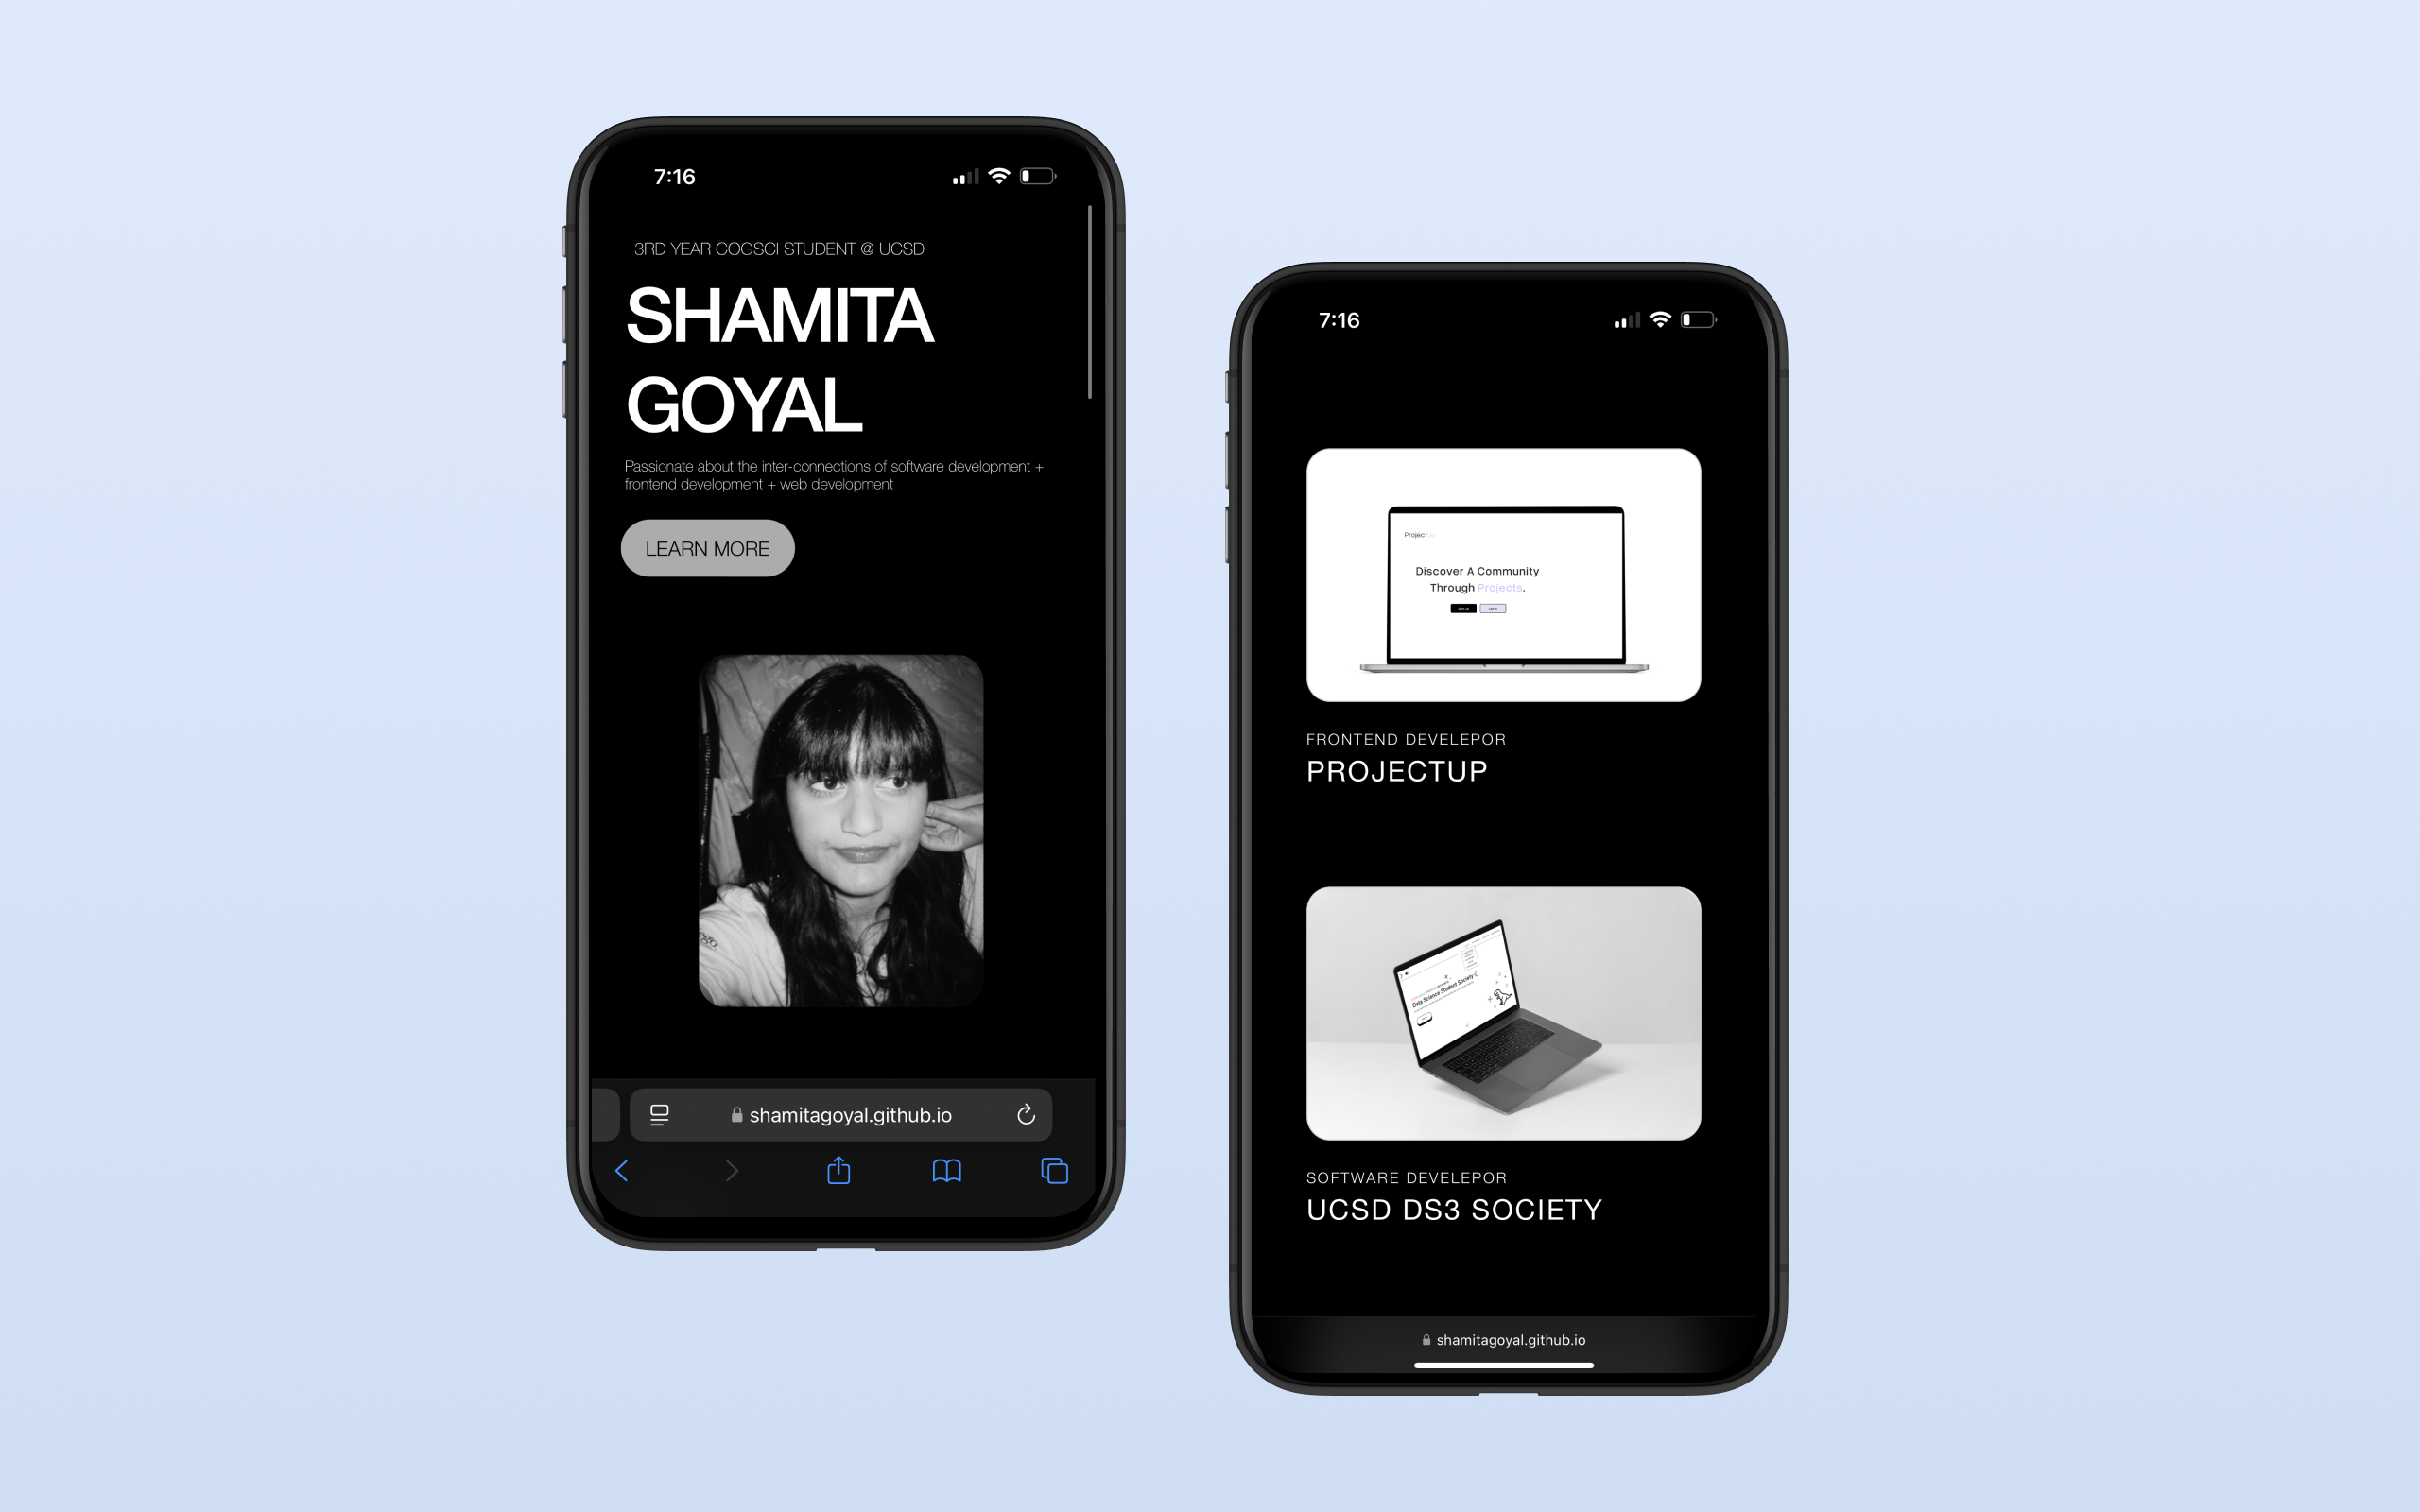 7:16
3RD YEAR COGSCI STUDENT @ UCSD
SHAMITA
GOYAL
Passionate about the inter-connections of software development +
frontend development + web development
LEARN MORE
ego
shamitagoyal.github.io
7:16
Project
Discover A Community
Through Projects.
FRONTEND DEVELEPOR
PROJECTUP
Data Science Student Society
SOFTWARE DEVELEPOR
UCSD DS3 SOCIETY
shamitagoyal.github.io